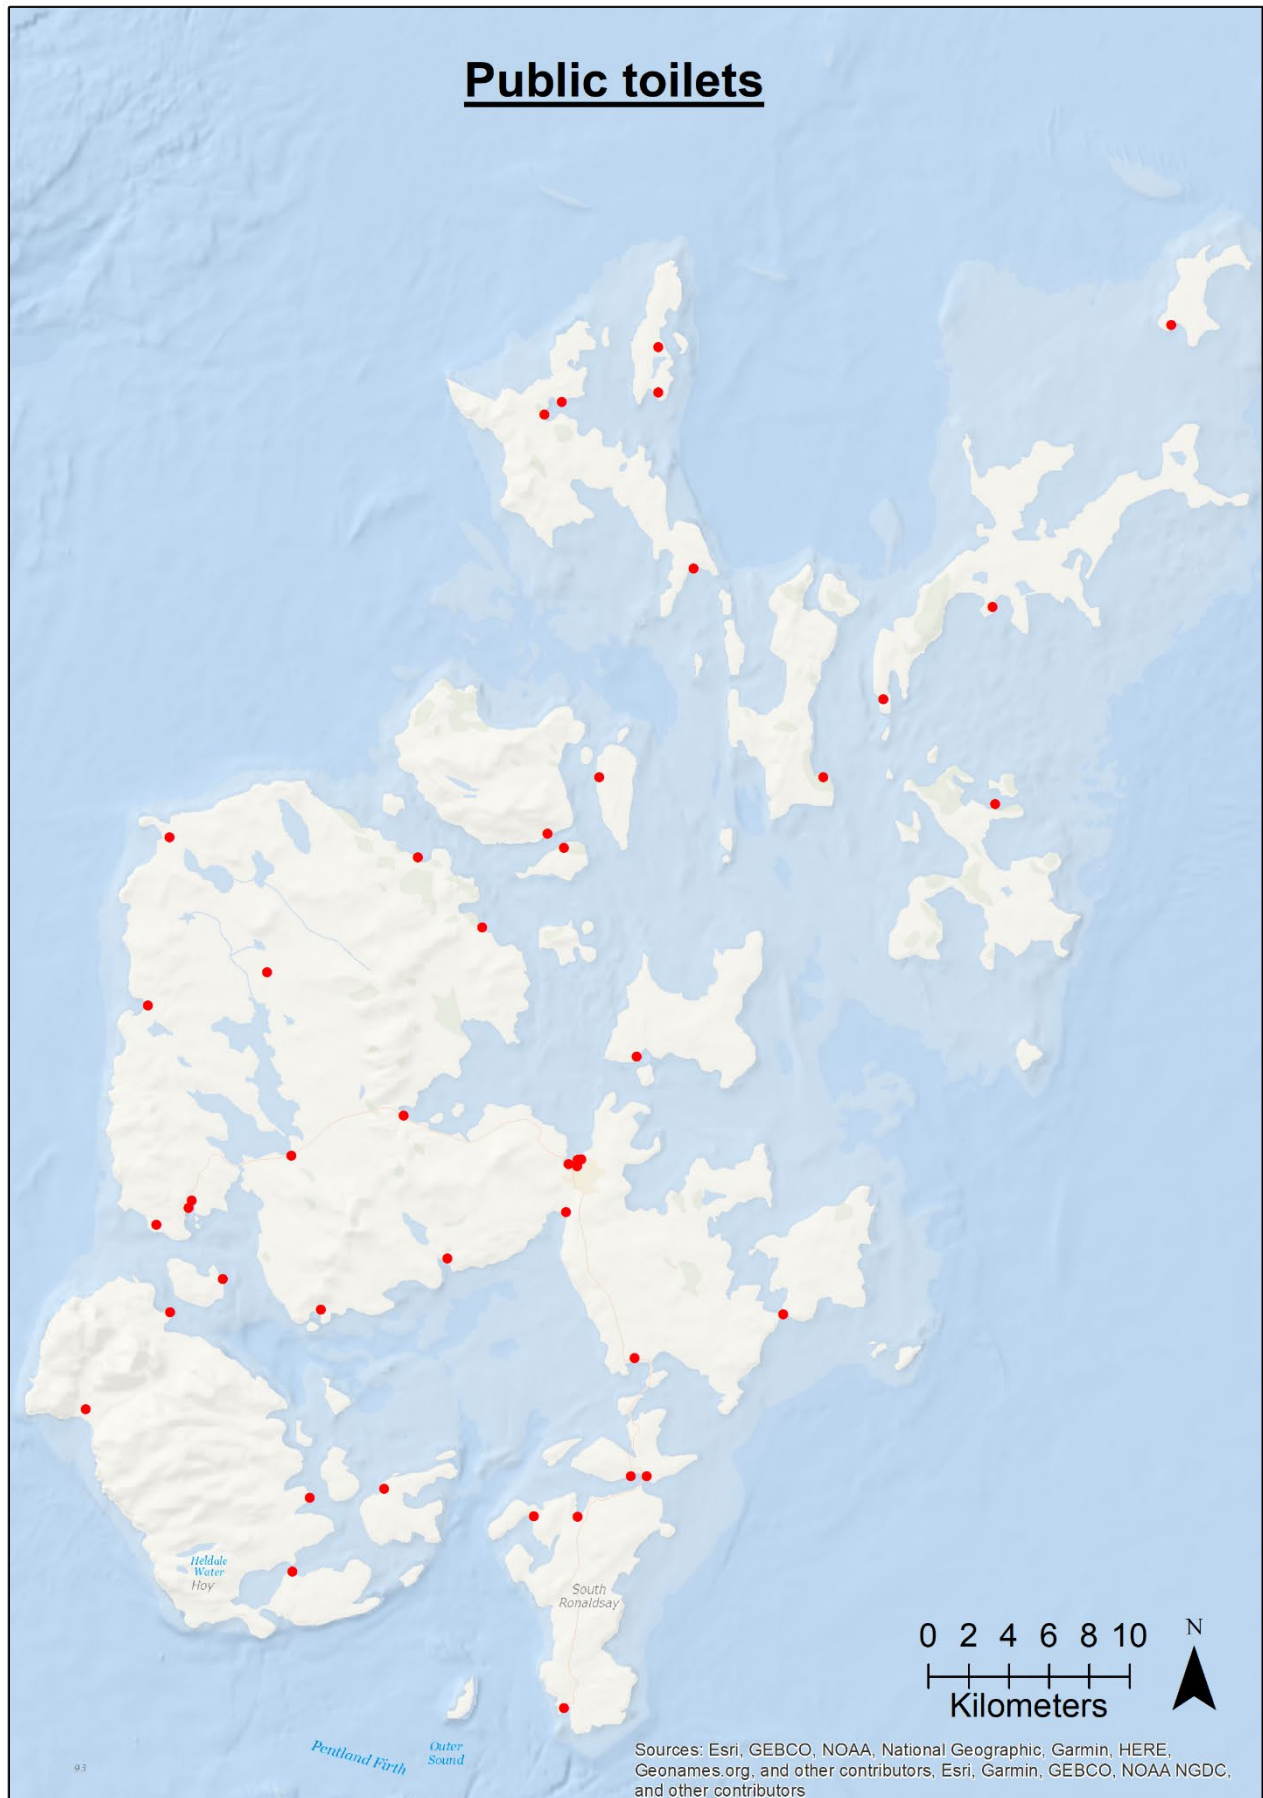 Public toilets
Heldale
Water
Hoy
South
Ronaldsay
0 2 4 6 8 10
Kilometers
N
Pentland Firth
Outer
Sound
93
Sources: Esri, GEBCO, NOAA, National Geographic, Garmin, HERE,
Geonames.org, and other contributors, Esri, Garmin, GEBCO, NOAA NGDC,
and other contributors